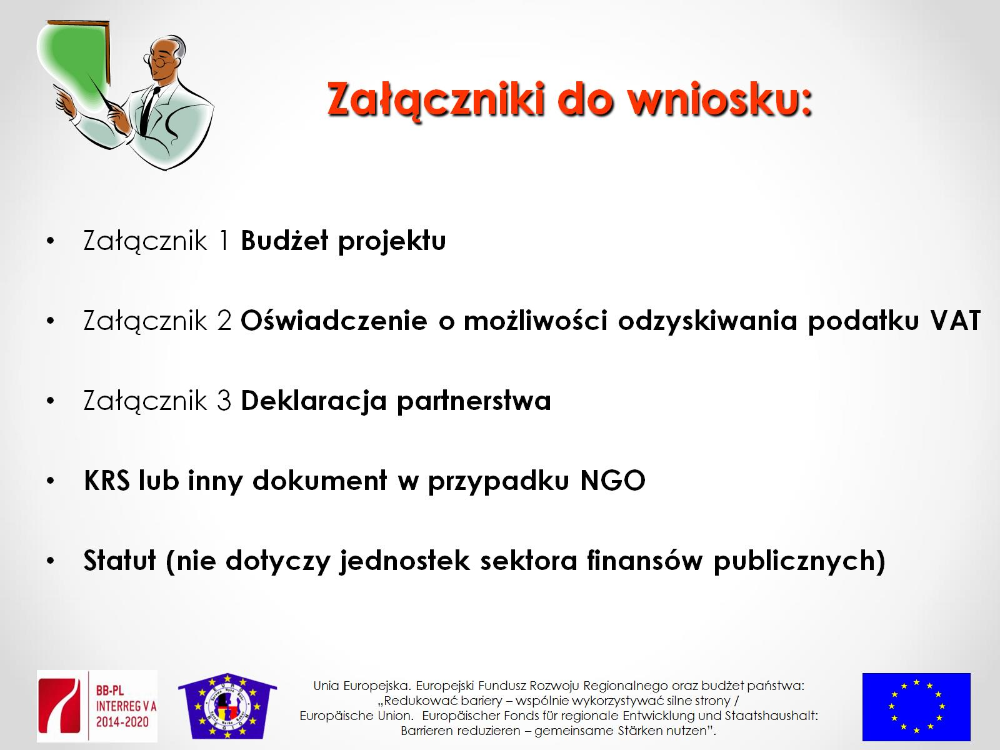 Załączniki do wniosku:
• Załącznik 1 Budżet projektu
• Załącznik 2 Oświadczenie o możliwości odzyskiwania podatku VAT
• Załącznik 3 Deklaracja partnerstwa
• KRS lub inny dokument w przypadku NGO
• Statut (nie dotyczy jednostek sektora finansów publicznych)
BB-PL
INTERREG V A
2014-2020
EURO
REGION
Unia Europejska. Europejski Fundusz Rozwoju Regionalnego oraz budżet państwa:
„Redukować bariery – wspólnie wykorzystywać silne strony /
Europäische Union.  Europäischer Fonds für regionale Entwicklung und Staatshaushalt:
Barrieren reduzieren – gemeinsame Stärken nutzen”.